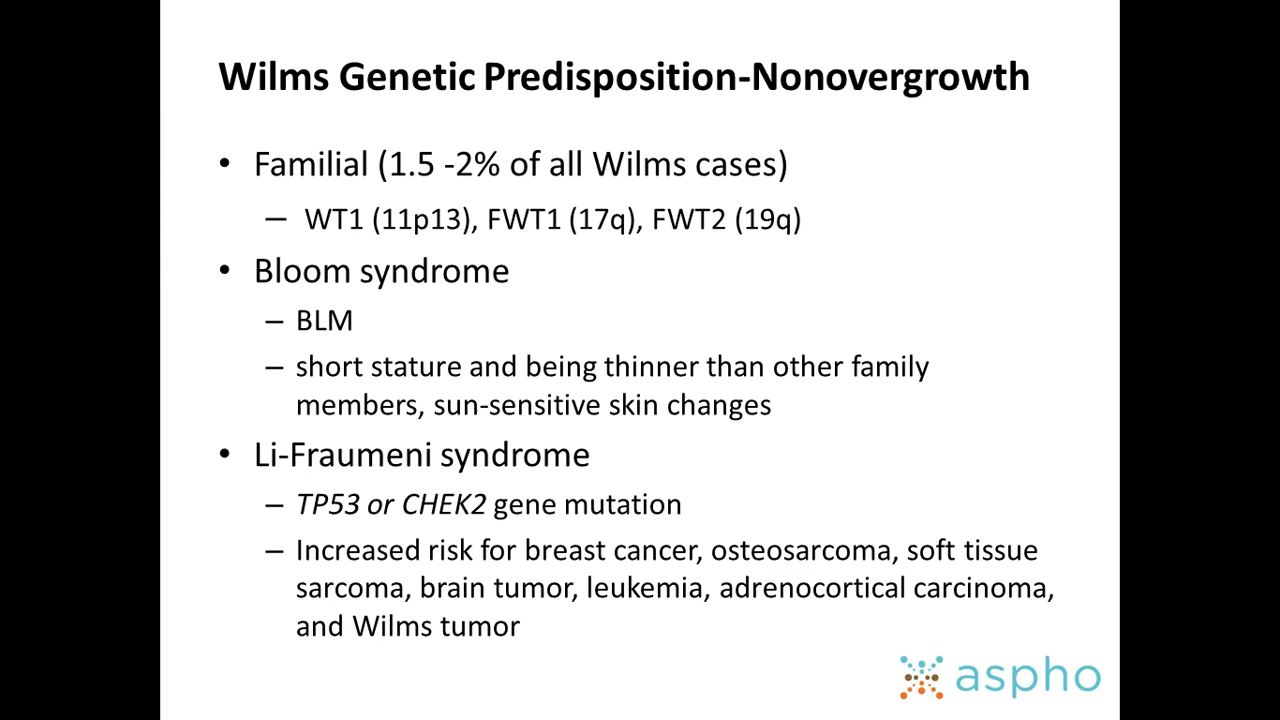 Wilms Genetic Predisposition-Nonovergrowth
• Familial (1.5 -2% of all Wilms cases)
– WT1 (11p13), FWT1 (17q), FWT2 (19q)
• Bloom syndrome
– BLM
– short stature and being thinner than other family
members, sun-sensitive skin changes
• Li-Fraumeni syndrome
– TP53 or CHEK2 gene mutation
– Increased risk for breast cancer, osteosarcoma, soft tissue
sarcoma, brain tumor, leukemia, adrenocortical carcinoma,
and Wilms tumor
aspho